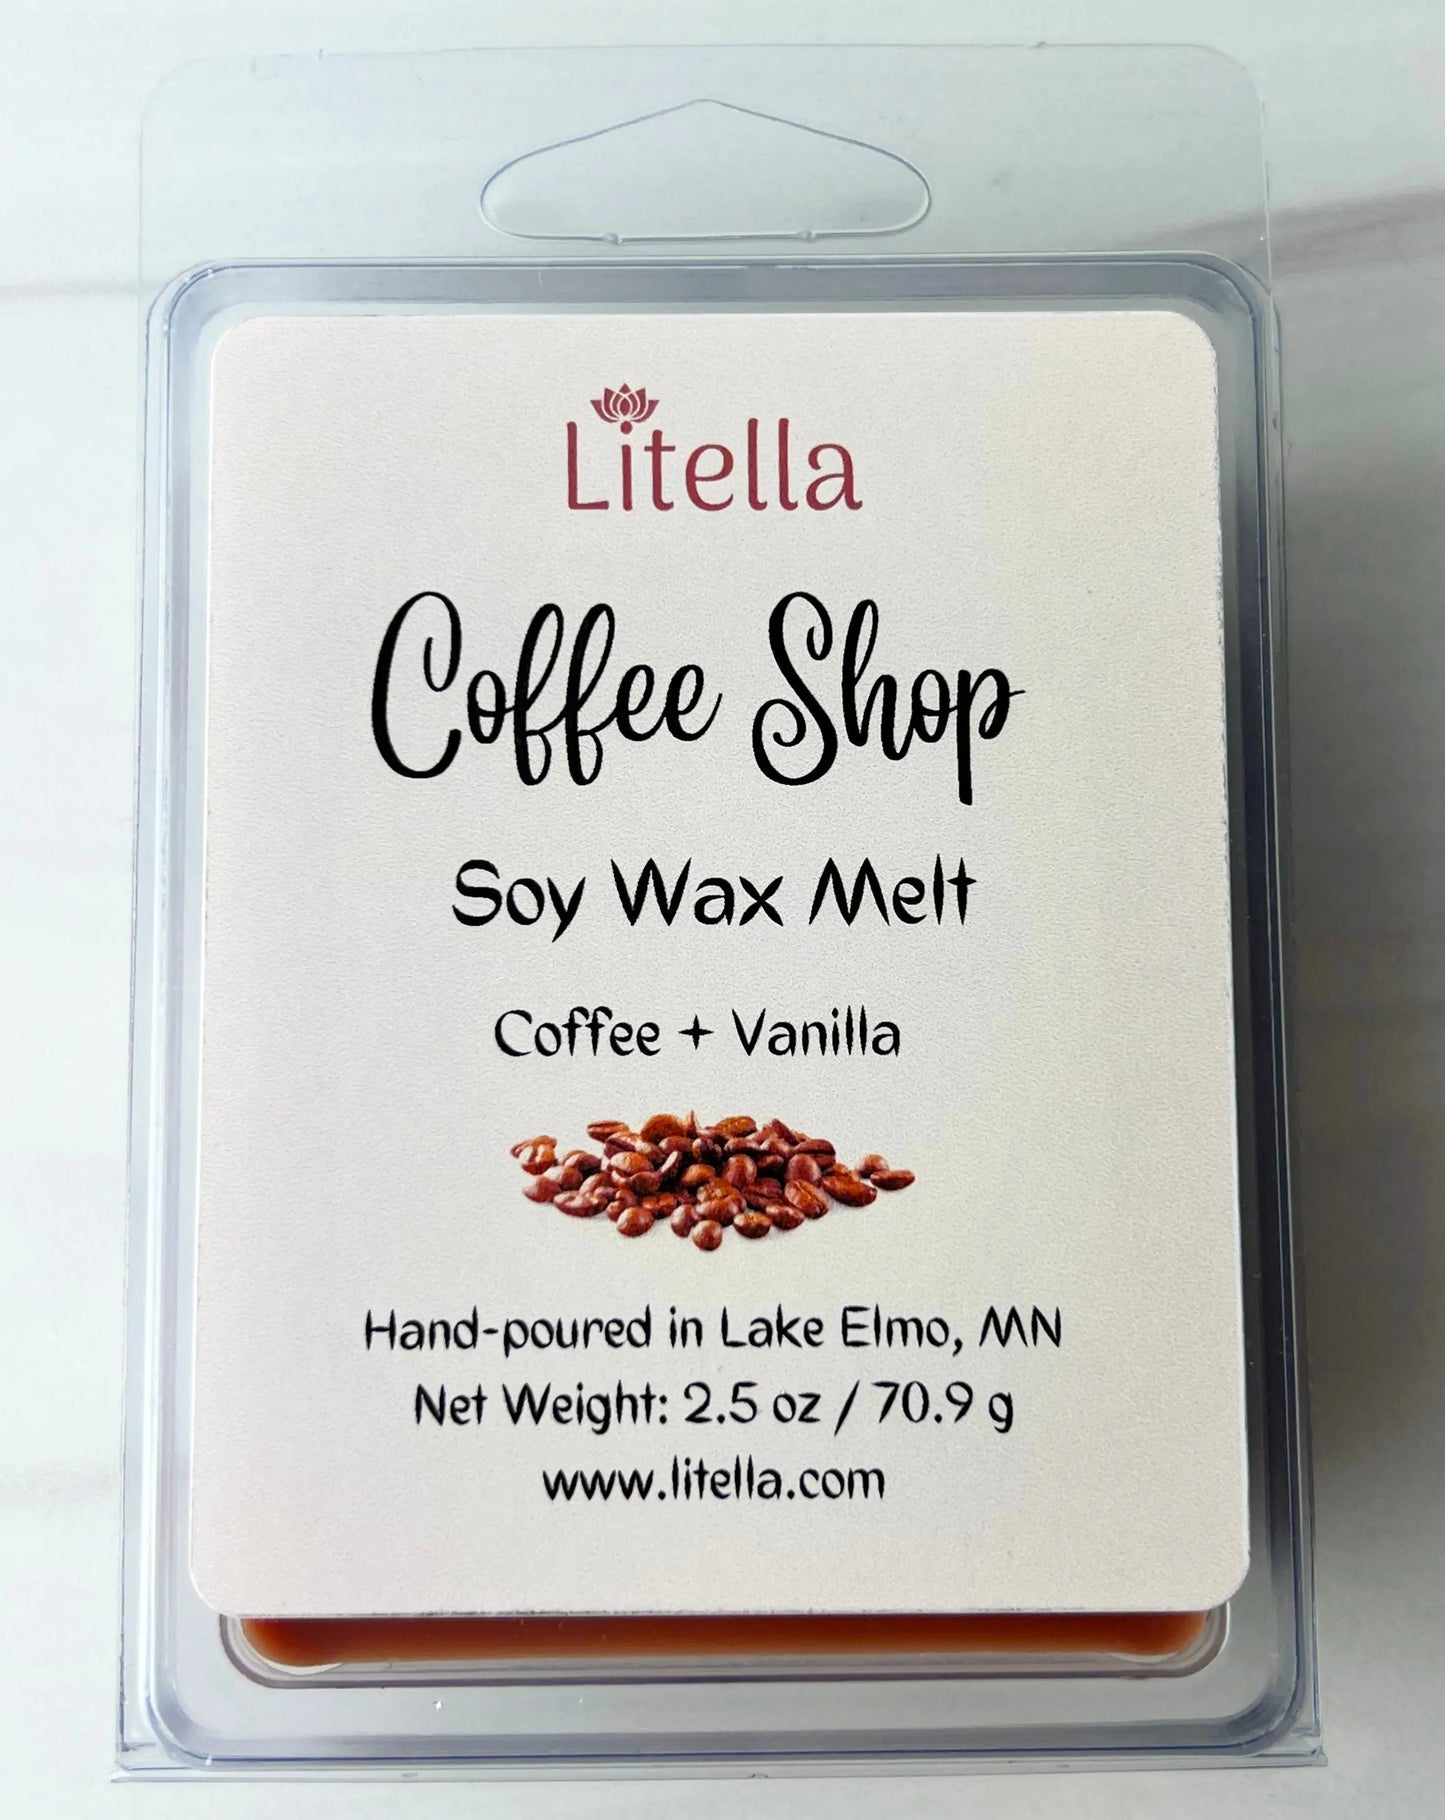 Litella
Coffee Shop
Soy Wax Melt
Coffee + Vanilla
Hand-poured in Lake Elmo, MN
Net Weight: 2.5 oz / 70.9 g
www.litella.com